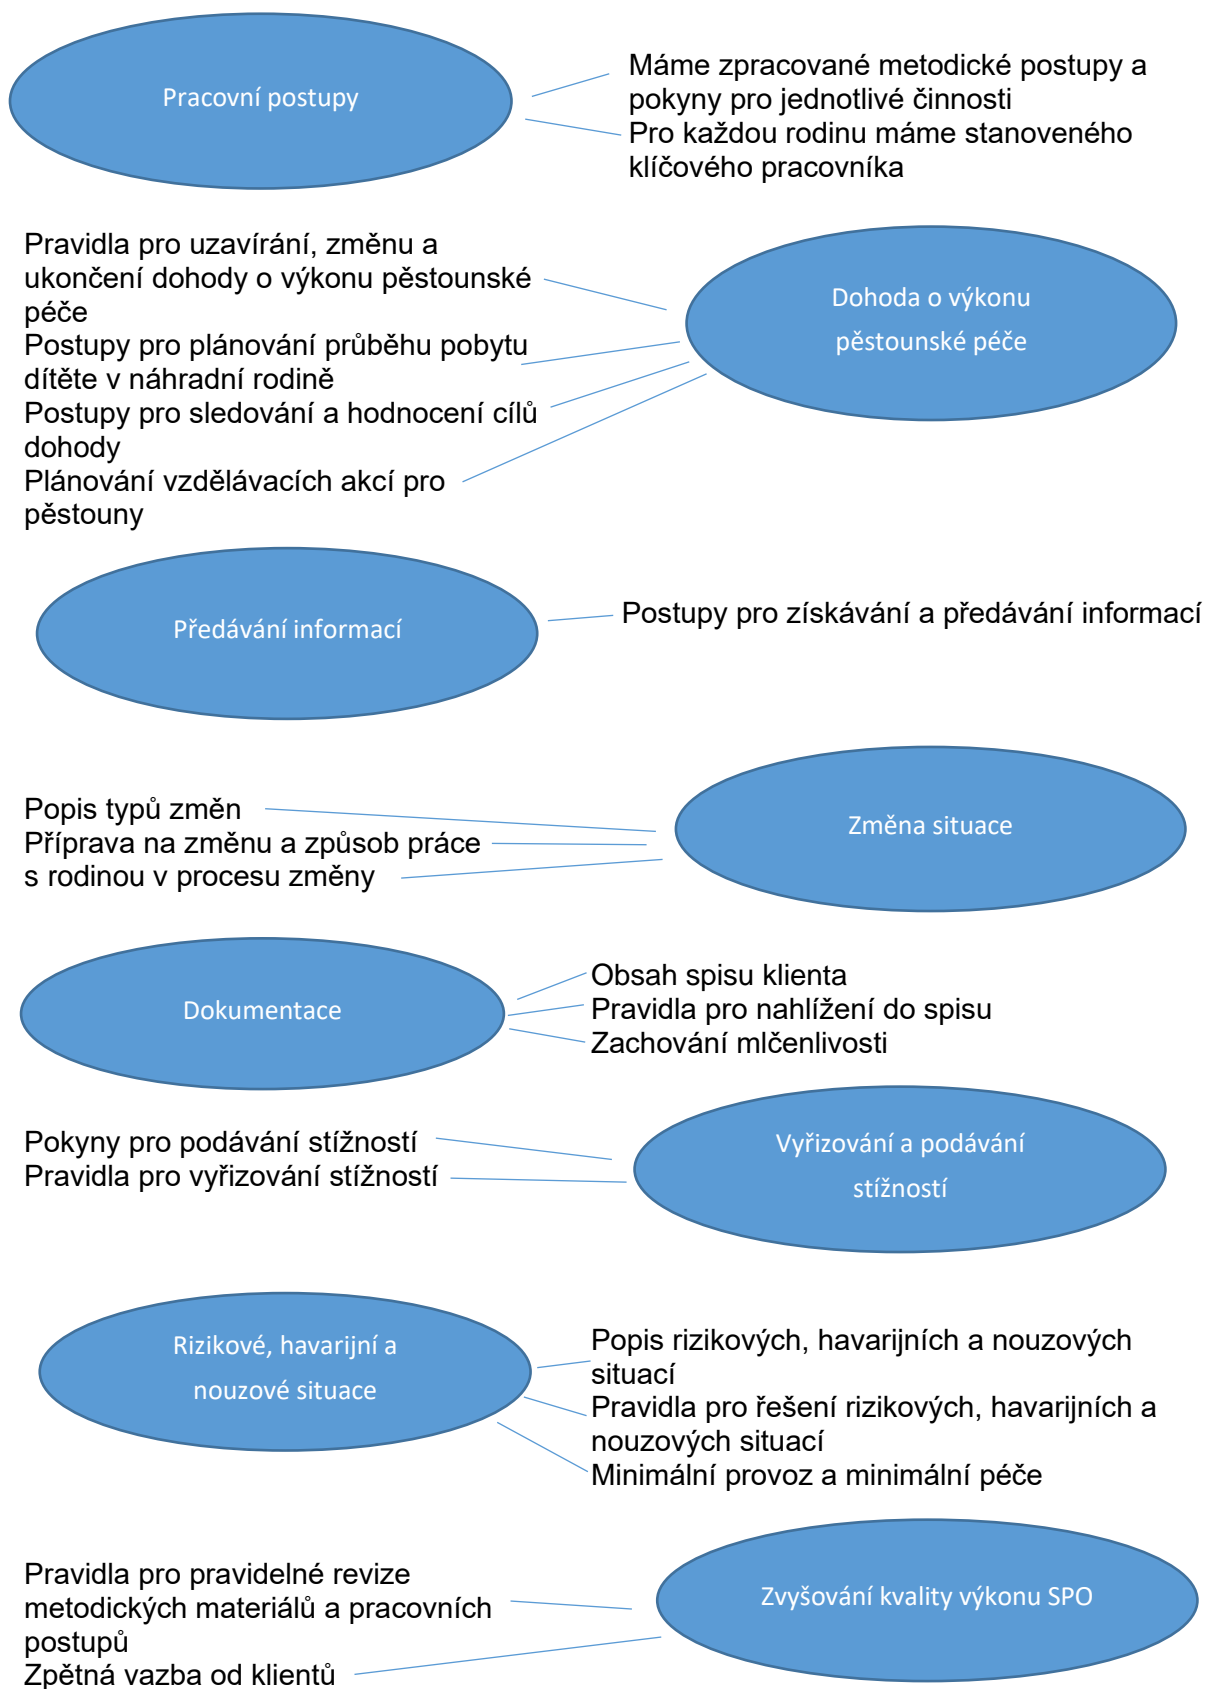 Pracovní postupy
Máme zpracované metodické postupy a
pokyny pro jednotlivé činnosti
Pro každou rodinu máme stanoveného
klíčového pracovníka
Pravidla pro uzavírání, změnu a
ukončení dohody o výkonu pěstounské
péče
Postupy pro plánování průběhu pobytu
dítěte v náhradní rodině
Postupy pro sledování a hodnocení cílů
dohody
Plánování vzdělávacích akcí pro
pěstouny
Dohoda o výkonu
pěstounské péče
Předávání informací
Postupy pro získávání a předávání informací
Popis typů změn
Příprava na změnu a způsob práce
s rodinou v procesu změny
Změna situace
Dokumentace
Obsah spisu klienta
Pravidla pro nahlížení do spisu
Zachování mlčenlivosti
Pokyny pro podávání stížností
Pravidla pro vyřizování stížností
Vyřizování a podávání
stížností
Rizikové, havarijní a
nouzové situace
Popis rizikových, havarijních a nouzových
situací
Pravidla pro řešení rizikových, havarijních a
nouzových situací
Minimální provoz a minimální péče
Pravidla pro pravidelné revize
metodických materiálů a pracovních
postupů
Zpětná vazba od klientů
Zvyšování kvality výkonu SPO